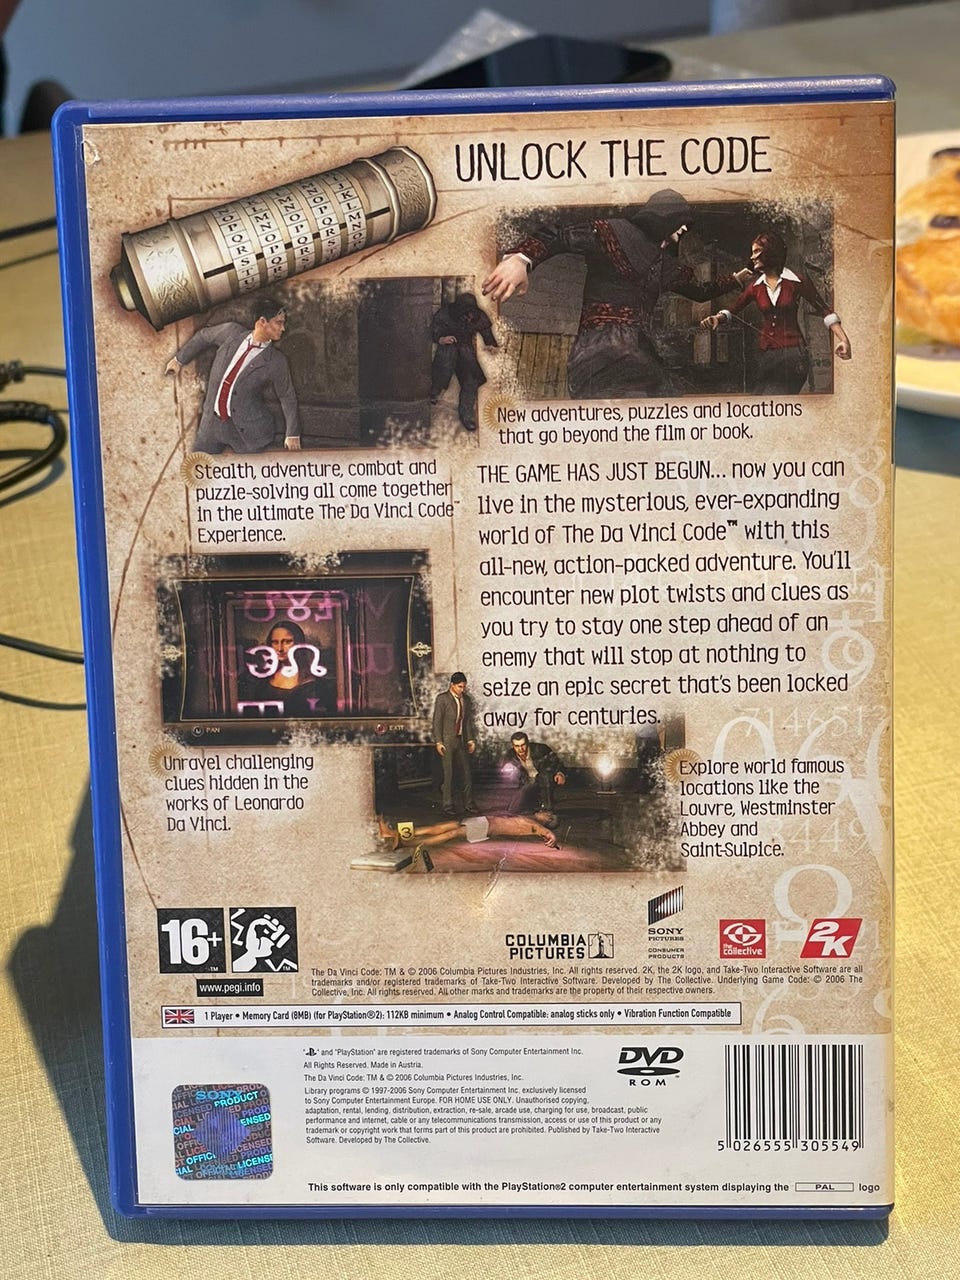 UNLOCK THE CODE
New adventures, puzzles and locations
that go beyond the film or book.
Stealth, adventure, combat and
puzzle-solving all come together
in the ultimate The Da Vinci Code™
Experience.
THE GAME HAS JUST BEGUN... now you can
live in the mysterious, ever-expanding
world of The Da Vinci Code™ with this
all-new, action-packed adventure. You'll
encounter new plot twists and clues as
you try to stay one step ahead of an
enemy that will stop at nothing to
seize an epic secret that's been locked
away for centuries.
PAN
EXIT
Unravel challenging
clues hidden in the
works of Leonardo
Da Vinci.
3
Explore world famous
locations like the
Louvre, Westminster
Abbey and
Saint-Sulpice.
16+
™
www.pegi.info
COLUMBIA
PICTURES
SONY
PICTURES
CONSUMER
PRODUCTS
the
collective
2K
The Da Vinci Code: TM & © 2006 Columbia Pictures Industries, Inc. All rights reserved. 2K, the 2K logo, and Take-Two Interactive Software are all
trademarks and/or registered trademarks of Take-Two Interactive Software. Developed by The Collective. Underlying Game Code: © 2006 The
Collective, Inc. All rights reserved. All other marks and trademarks are the property of their respective owners.
1 Player • Memory Card (8MB) (for PlayStation®2): 112KB minimum • Analog Control Compatible: analog sticks only • Vibration Function Compatible
" " and "PlayStation" are registered trademarks of Sony Computer Entertainment Inc.
All Rights Reserved. Made in Austria.
The Da Vinci Code: TM & © 2006 Columbia Pictures Industries, Inc.
Library programs © 1997-2006 Sony Computer Entertainment Inc. exclusively licensed
to Sony Computer Entertainment Europe. FOR HOME USE ONLY. Unauthorised copying,
adaptation, rental, lending, distribution, extraction, re-sale, arcade use, charging for use, broadcast, public
performance and internet, cable or any telecommunications transmission, access or use of this product or any
trademark or copyright work that forms part of this product are prohibited. Published by Take-Two Interactive
Software. Developed by The Collective.
DVD
ROM
5 026555 305549
SONY
This software is only compatible with the PlayStation®2 computer entertainment system displaying the PAL logo